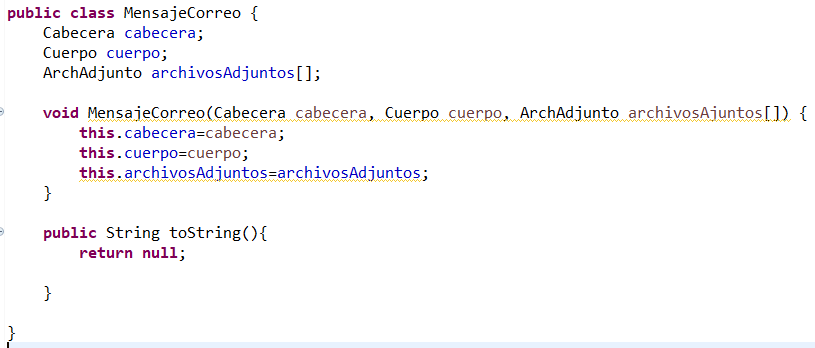 public class MensajeCorreo {
Cabecera cabecera;
Cuerpo cuerpo;
ArchAdjunto archivosAdjuntos[];
void MensajeCorreo(Cabecera cabecera, Cuerpo cuerpo, ArchAdjunto archivosAjuntos[]) {
this.cabecera=cabecera;
this.cuerpo=cuerpo;
this.archivosAdjuntos=archivosAdjuntos;
}
public String toString(){
return null;
}
}